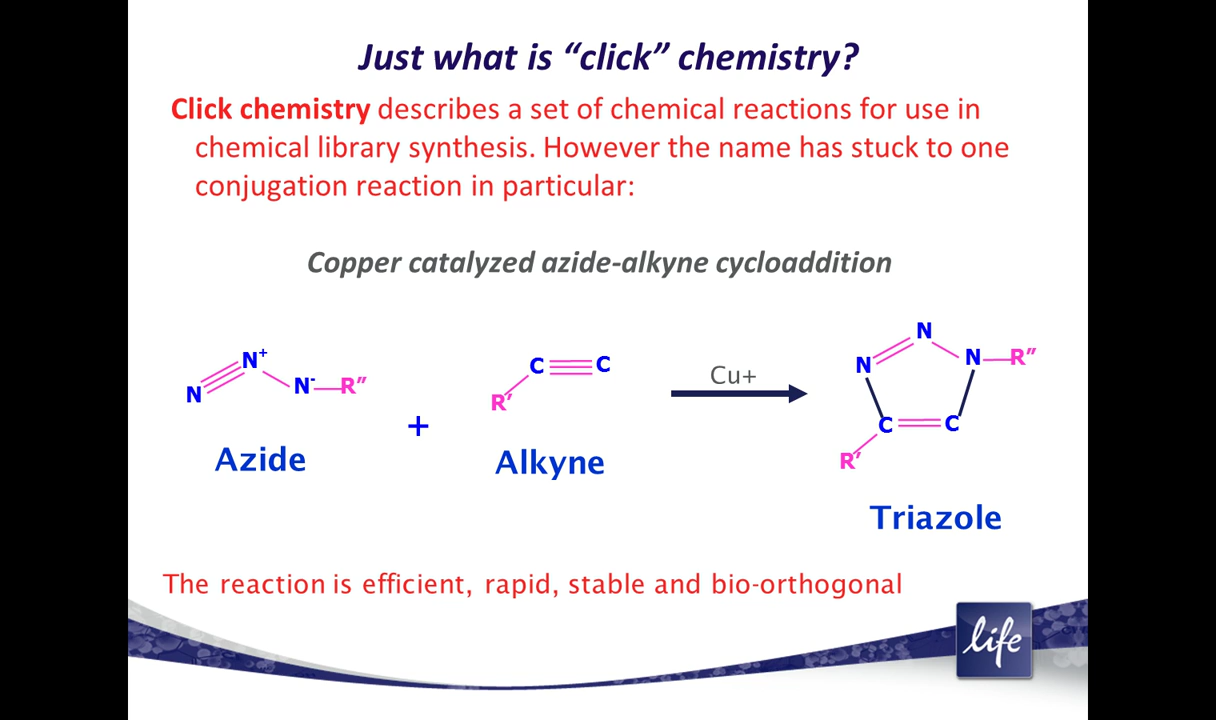 Just what is “click” chemistry?
Click chemistry describes a set of chemical reactions for use in
chemical library synthesis. However the name has stuck to one
conjugation reaction in particular:
Copper catalyzed azide-alkyne cycloaddition
N N+ N- R”
+
R’ C C
Cu+
N N N R”
C C
R’
Azide
Alkyne
Triazole
The reaction is efficient, rapid, stable and bio-orthogonal
life